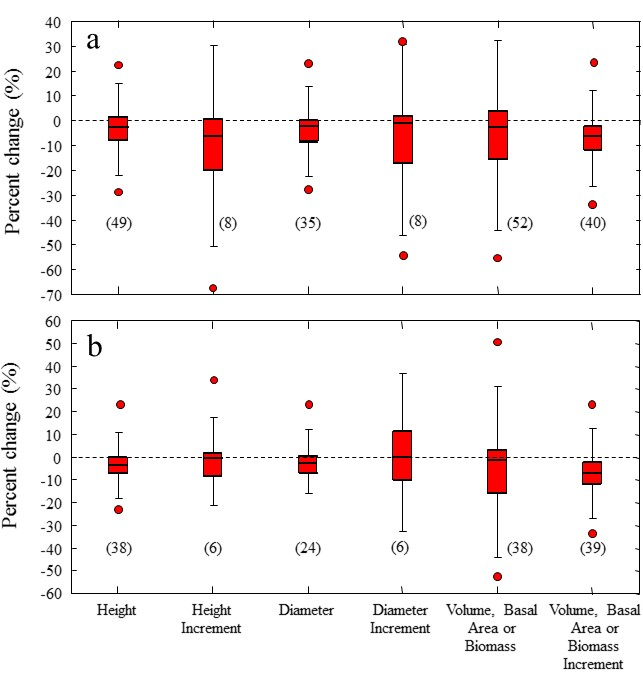 a
Percent change (%)
40
30
20
10
0
-10
-20
-30
-40
-50
-60
-70
(49)
(8)
(35)
(8)
(52)
(40)
b
Percent change (%)
60
50
40
30
20
10
0
-10
-20
-30
-40
-50
-60
(38)
(6)
(24)
(6)
(38)
(39)
Height
Height
Increment
Diameter
Diameter
Increment
Volume, Basal
Area or
Biomass
Volume, Basal
Area or
Biomass
Increment